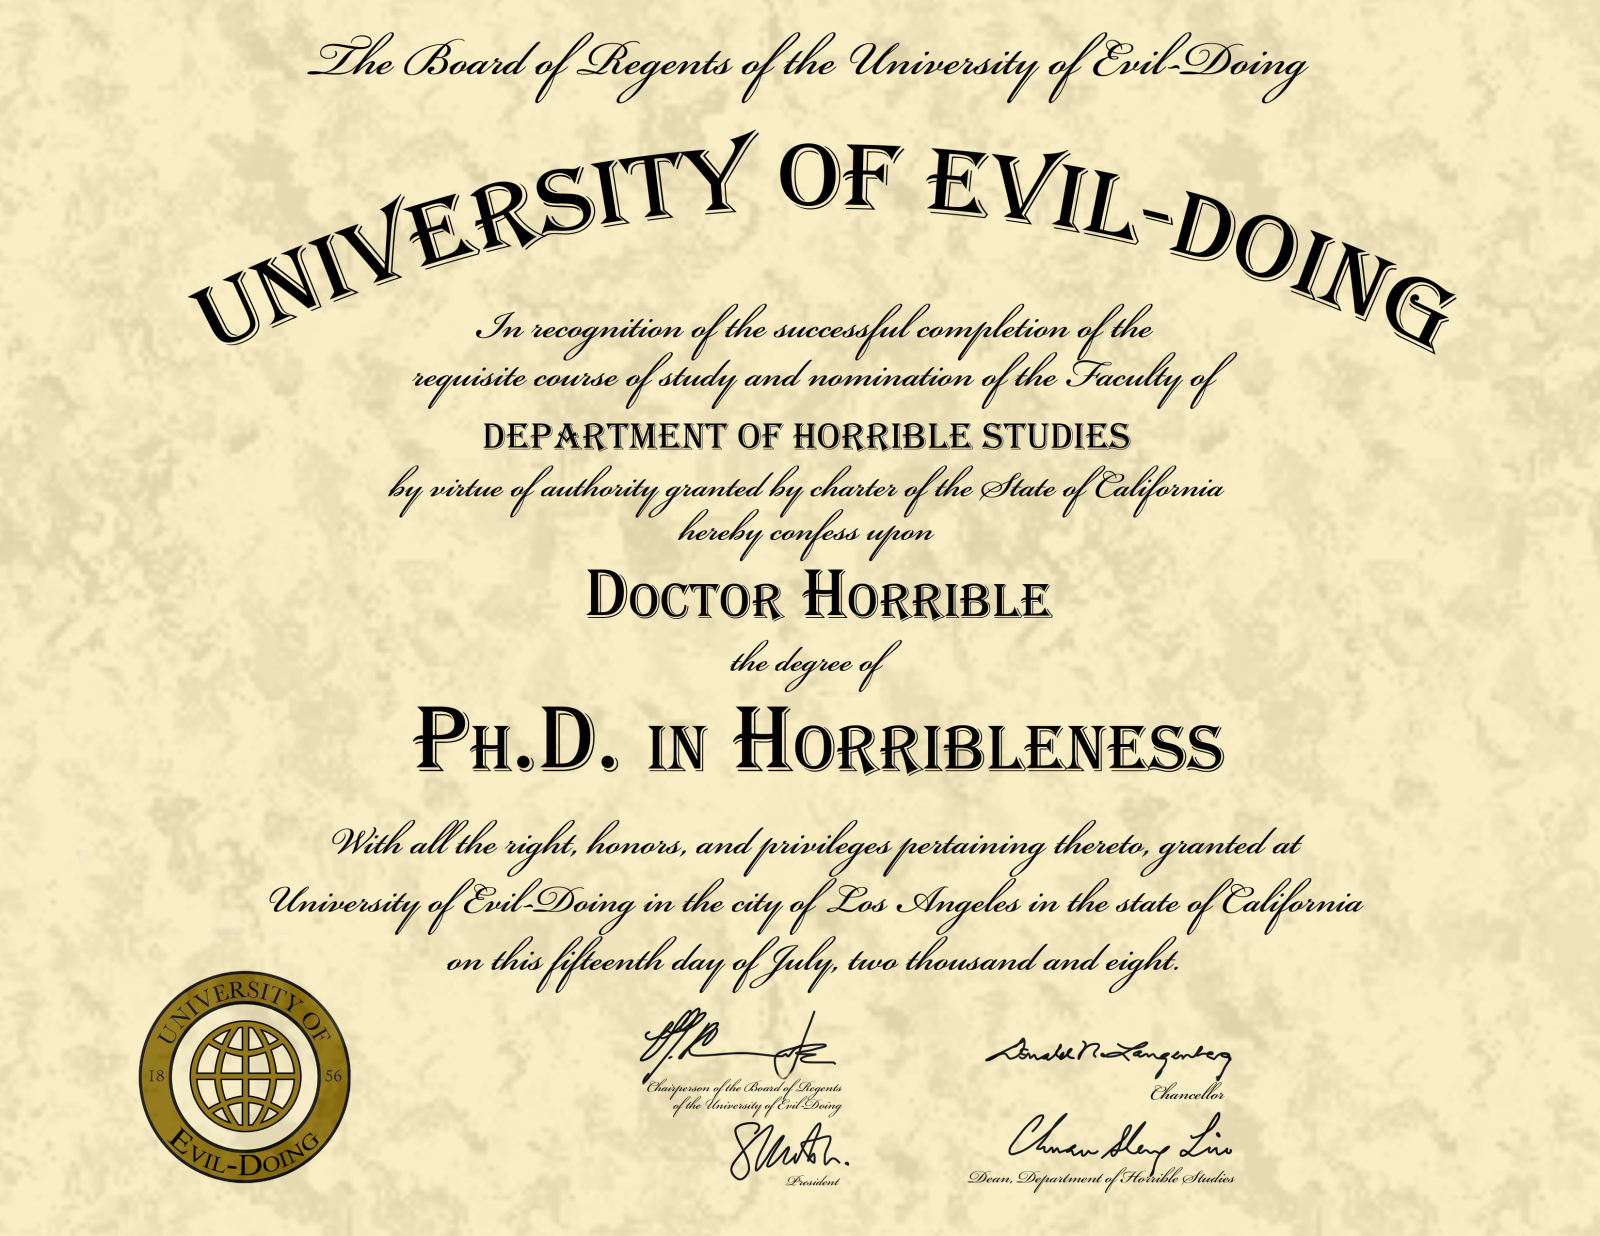 The Board of Regents of the University of Evil-Doing
UNIVERSITY OF EVIL-DOING
In recognition of the successful completion of the
requisite course of study and nomination of the Faculty of
DEPARTMENT OF HORRIBLE STUDIES
by virtue of authority granted by charter of the State of California
hereby confess upon
DOCTOR HORRIBLE
the degree of
PH.D. IN HORRIBLENESS
With all the right, honors, and privileges pertaining thereto, granted at
University of Evil-Doing in the city of Los Angeles in the state of California
on this fifteenth day of July, two thousand and eight.
UNIVERSITY OF
18 56
EVIL-DOING
Chairperson of the Board of Regents
of the University of Evil-Doing
President
Donald N. Langenberg
Chancellor
Dean, Department of Horrible Studies